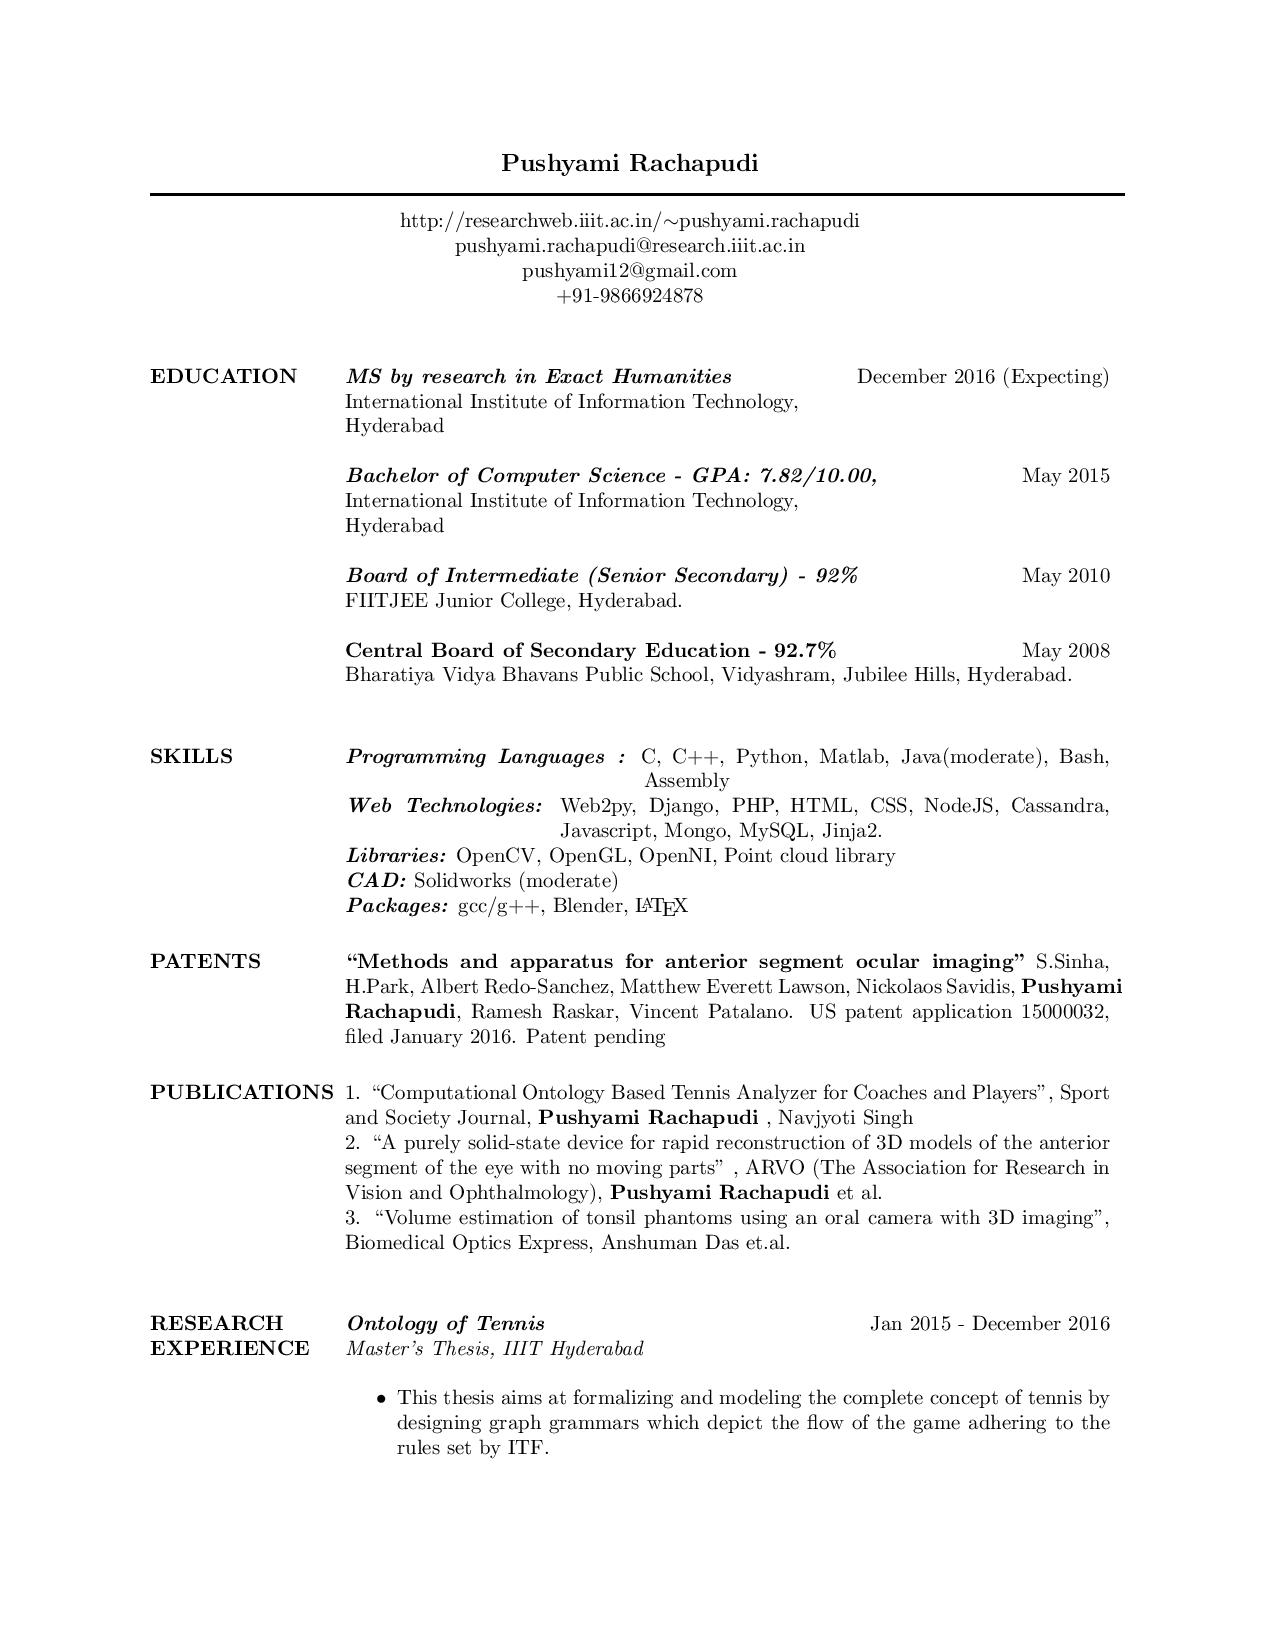 Pushyami Rachapudi
http://researchweb.iiit.ac.in/∼pushyami.rachapudi
pushyami.rachapudi@research.iiit.ac.in
pushyami12@gmail.com
+91-9866924878
EDUCATION
MS by research in Exact Humanities December 2016 (Expecting)
International Institute of Information Technology,
Hyderabad
Bachelor of Computer Science - GPA: 7.82/10.00, May 2015
International Institute of Information Technology,
Hyderabad
Board of Intermediate (Senior Secondary) - 92% May 2010
FIITJEE Junior College, Hyderabad.
Central Board of Secondary Education - 92.7% May 2008
Bharatiya Vidya Bhavans Public School, Vidyashram, Jubilee Hills, Hyderabad.
SKILLS
Programming Languages : C, C++, Python, Matlab, Java(moderate), Bash,
Assembly
Web Technologies: Web2py, Django, PHP, HTML, CSS, NodeJS, Cassandra,
Javascript, Mongo, MySQL, Jinja2.
Libraries: OpenCV, OpenGL, OpenNI, Point cloud library
CAD: Solidworks (moderate)
Packages: gcc/g++, Blender, LATEX
PATENTS
“Methods and apparatus for anterior segment ocular imaging” S.Sinha,
H.Park, Albert Redo-Sanchez, Matthew Everett Lawson, Nickolaos Savidis, Pushyami
Rachapudi, Ramesh Raskar, Vincent Patalano. US patent application 15000032,
filed January 2016. Patent pending
PUBLICATIONS
1. “Computational Ontology Based Tennis Analyzer for Coaches and Players”, Sport
and Society Journal, Pushyami Rachapudi , Navjyoti Singh
2. “A purely solid-state device for rapid reconstruction of 3D models of the anterior
segment of the eye with no moving parts” , ARVO (The Association for Research in
Vision and Ophthalmology), Pushyami Rachapudi et al.
3. “Volume estimation of tonsil phantoms using an oral camera with 3D imaging”,
Biomedical Optics Express, Anshuman Das et.al.
RESEARCH
EXPERIENCE
Ontology of Tennis Jan 2015 - December 2016
Master’s Thesis, IIIT Hyderabad
• This thesis aims at formalizing and modeling the complete concept of tennis by
designing graph grammars which depict the flow of the game adhering to the
rules set by ITF.